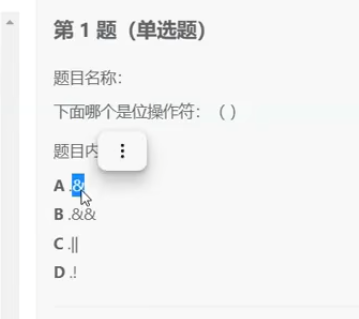 第 1 题（单选题）
题目名称：
下面哪个是位操作符：（ ）
题目内
A .&
B .&&
C .||
D .!